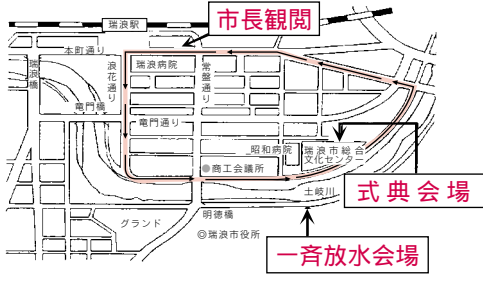 市長観閲
瑞浪駅
本町通り
瑞浪橋
浪花通り
瑞浪病院
常盤通り
竜門橋
竜門通り
昭和病院
瑞浪市総合
文化センター
商工会議所
土岐川
式典会場
グランド
明徳橋
◎瑞浪市役所
一斉放水会場